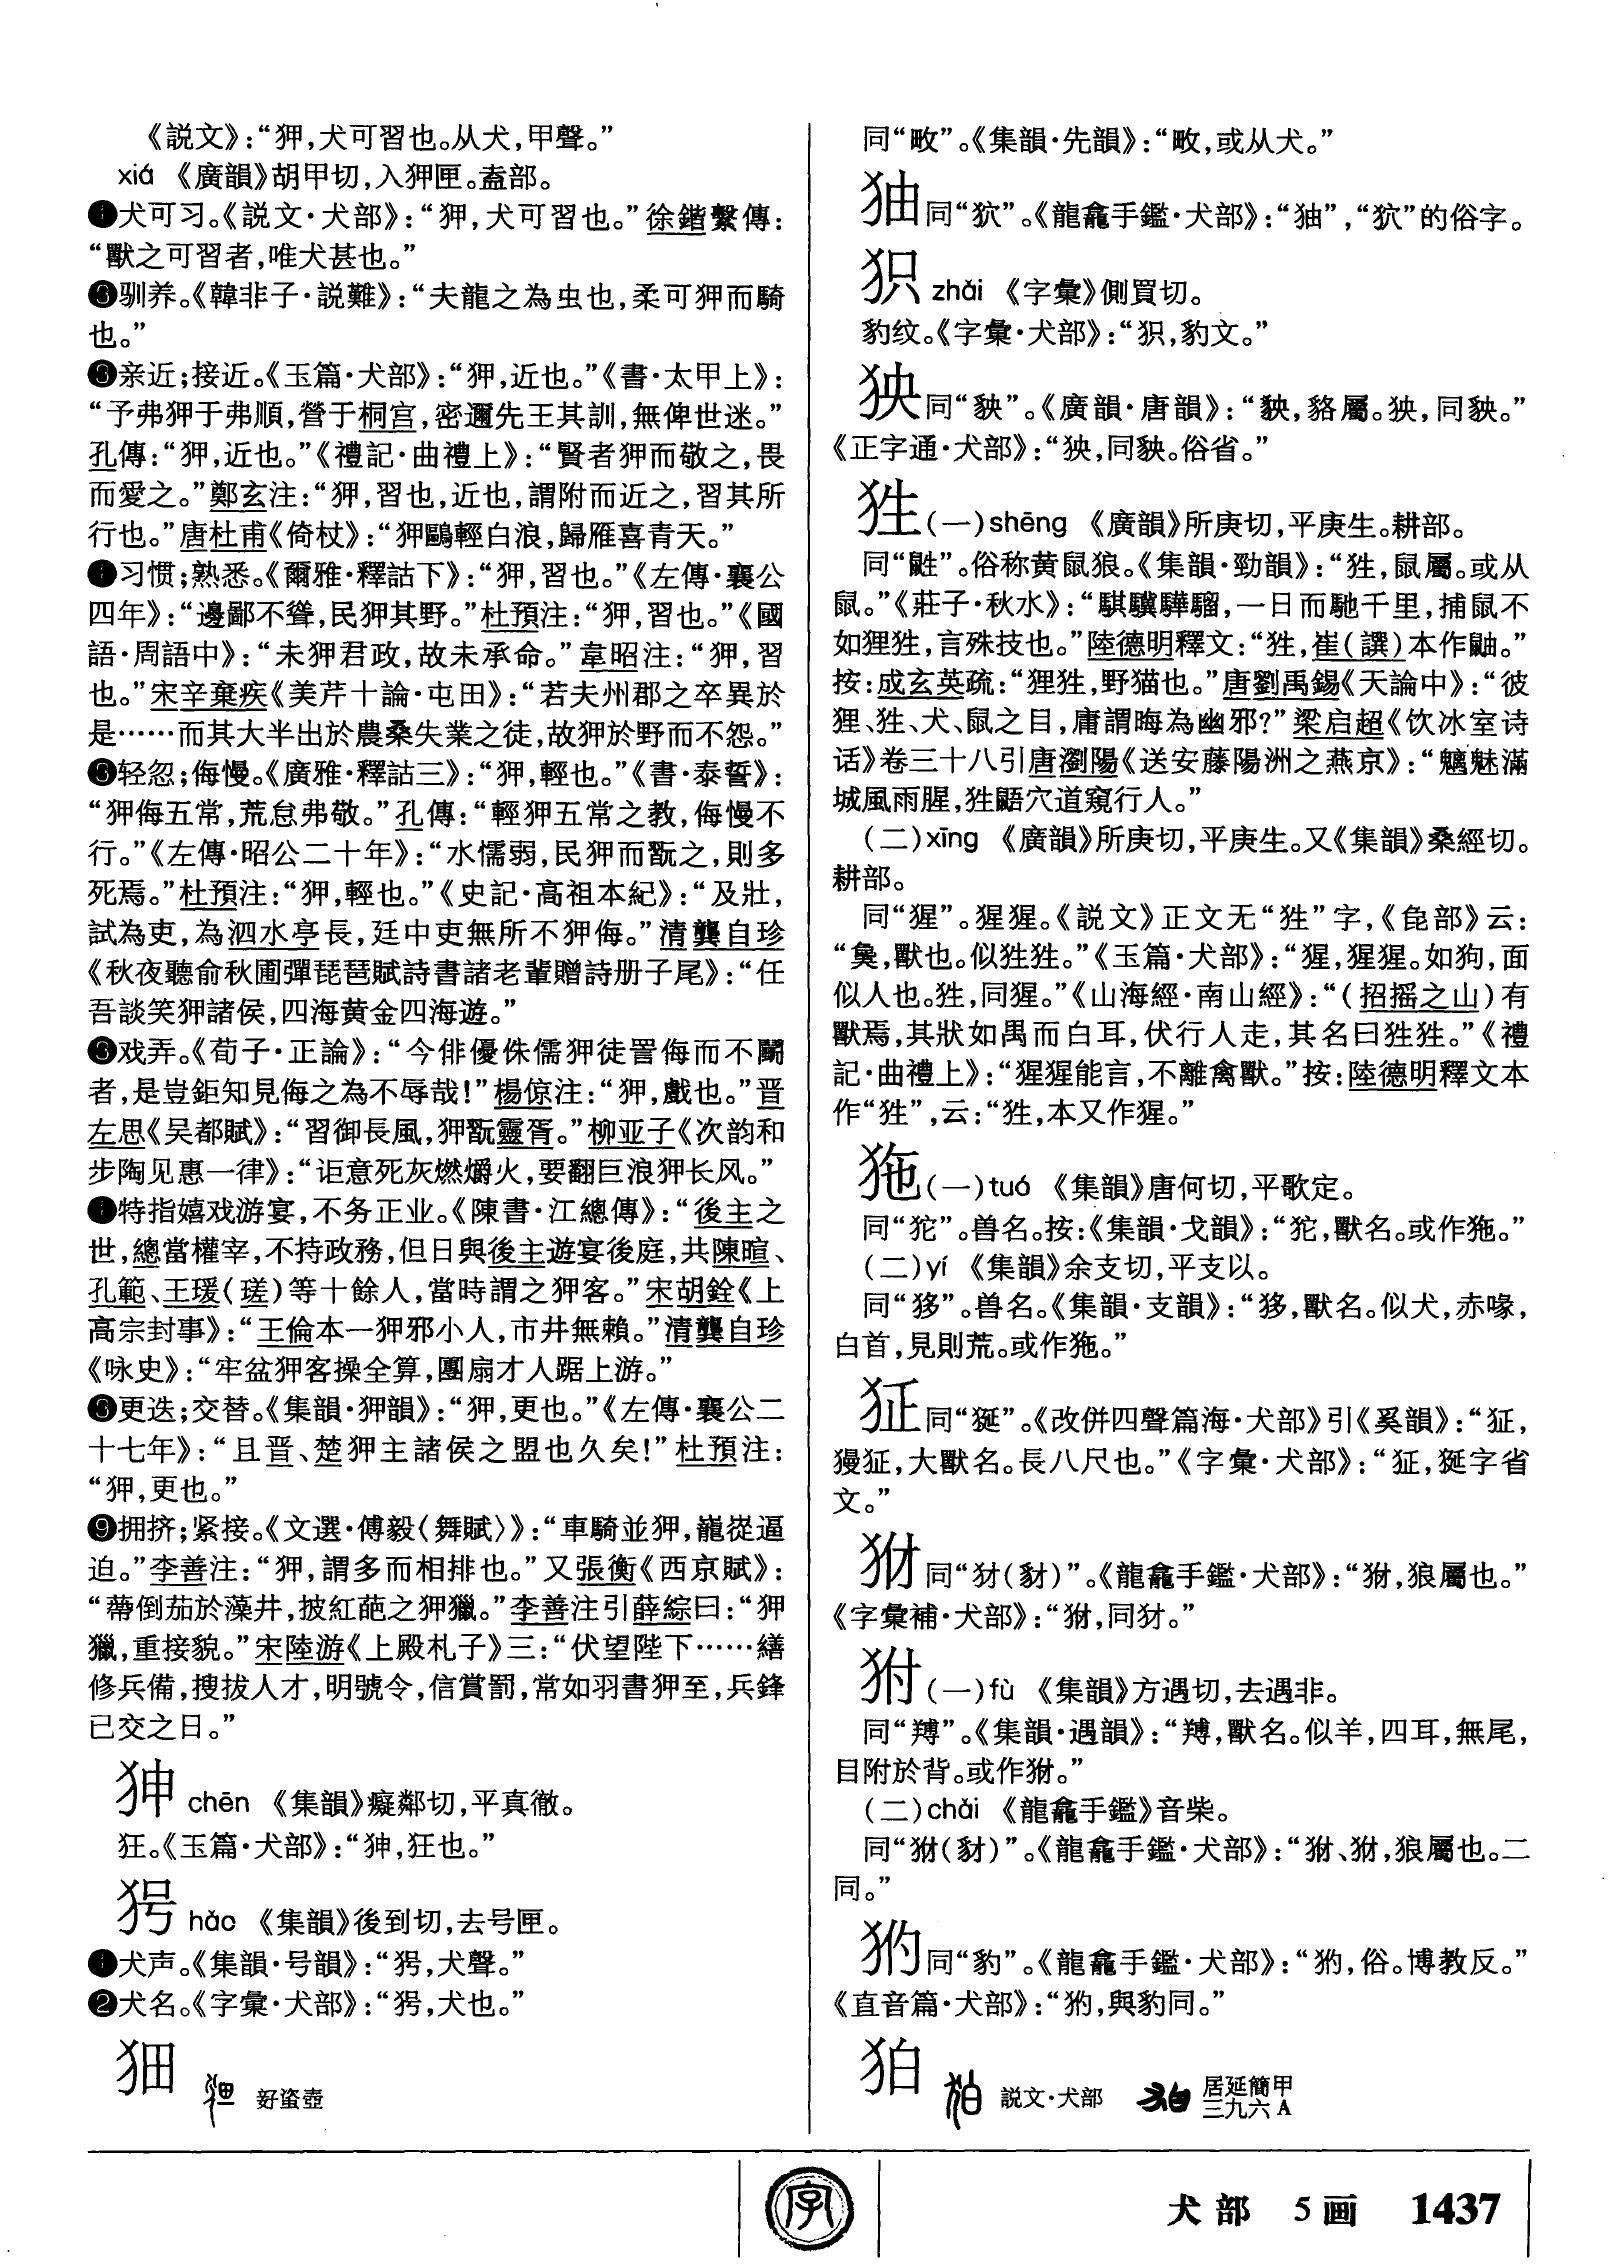 《説文》:“狎,犬可習也。从犬,甲聲。”
xiá 《廣韻》胡甲切,入狎匣。盍部。
❶犬可习。《説文·犬部》:“狎,犬可習也。”徐鍇繫傳:
“獸之可習者,唯犬甚也。”
驯养。《韓非子·説難》:“夫龍之為虫也,柔可狎而騎
也。”
❸亲近;接近。《玉篇·犬部》:“狎,近也。”《書·太甲上》:
“予弗狎于弗順,營于桐宫,密邇先王其訓,無俾世迷。”
孔傳:“狎,近也。”《禮記·曲禮上》:“賢者狎而敬之,畏
而愛之。”鄭玄注:“狎,習也,近也,謂附而近之,習其所
行也。”唐杜甫《倚杖》:“狎鷗輕白浪,歸雁喜青天。”
习惯;熟悉。《爾雅·釋詁下》:“狎,習也。”《左傳·襄公
四年》:“邊鄙不聳,民狎其野。”杜預注:“狎,習也。”《國
語·周語中》:“未狎君政,故未承命。”韋昭注:“狎,習
也。”宋辛棄疾《美芹十論·屯田》:“若夫州郡之卒異於
是……而其大半出於農桑失業之徒,故狎於野而不怨。”
轻忽;侮慢。《廣雅·釋詁三》:“狎,輕也。”《書·泰誓》:
“狎侮五常,荒怠弗敬。”孔傳:“輕狎五常之教,侮慢不
行。”《左傳·昭公二十年》:“水懦弱,民狎而翫之,則多
死焉。”杜預注:“狎,輕也。”《史記·高祖本紀》:“及壯,
試為吏,為泗水亭長,廷中吏無所不狎侮。”清龔自珍
《秋夜聽俞秋圃彈琵琶賦詩書諸老輩贈詩册子尾》:“任
吾談笑狎諸侯,四海黄金四海遊。”
戏弄。《荀子·正論》:“今俳優侏儒狎徒詈侮而不鬭
者,是豈鉅知見侮之為不辱哉!”楊倞注:“狎,戲也。”晋
左思《吴都賦》:“習御長風,狎翫靈胥。”柳亚子《次韵和
步陶见惠一律》:“讵意死灰燃爝火,要翻巨浪狎长风。”
特指嬉戏游宴,不务正业。《陳書·江總傳》:“後主之
世,總當權宰,不持政務,但日與後主遊宴後庭,共陳暄、
孔範、王瑗(瑳)等十餘人,當時謂之狎客。”宋胡銓《上
高宗封事》:“王倫本一狎邪小人,市井無賴。”清龔自珍
《咏史》:“牢盆狎客操全算,團扇才人踞上游。”
更迭;交替。《集韻·狎韻》:“狎,更也。”《左傳·襄公二
十七年》:“且晋、楚狎主諸侯之盟也久矣!”杜預注:
“狎,更也。”
❾拥挤;紧接。《文選·傅毅〈舞賦〉》:“車騎並狎,巃嵸逼
迫。”李善注:“狎,謂多而相排也。”又張衡《西京賦》:
“蔕倒茄於藻井,披紅葩之狎獵。”李善注引薛綜曰:“狎
獵,重接貌。”宋陸游《上殿札子》三:“伏望陛下……繕
修兵備,搜拔人才,明號令,信賞罰,常如羽書狎至,兵鋒
已交之日。”
狆 chēn 《集韻》癡鄰切,平真徹。
狂。《玉篇·犬部》:“,狂也。”
hǎo 《集韻》後到切,去号匣。
❶犬声。《集韻·号韻》:“,犬聲。”
❷犬名。《字彙·犬部》:“,犬也。”
好蚉壺
同“畋”。《集韻·先韻》:“畋,或从犬。”
同“狖”。《龍龕手鑑·犬部》:“”,“狖”的俗字。
zhǎi 《字彙》側買切。
豹纹。《字彙·犬部》:“,豹文。”
同“”。《廣韻·唐韻》:“,貉屬。,同。”
《正字通·犬部》:“,同。俗省。”
狌(一)shēng 《廣韻》所庚切,平庚生。耕部。
同“鼪”。俗称黄鼠狼。《集韻·勁韻》:“狌,鼠屬。或从
鼠。”《莊子·秋水》:“騏驥驊騮,一日而馳千里,捕鼠不
如狸狌,言殊技也。”陸德明釋文:“狌,崔(譔)本作鼬。”
按:成玄英疏:“狸狌,野猫也。”唐劉禹錫《天論中》:“彼
狸、狌、犬、鼠之目,庸謂晦為幽邪?”梁启超《饮冰室诗
话》卷三十八引唐瀏陽《送安藤陽洲之燕京》:“魑魅滿
城風雨腥,狌鼯穴道窺行人。”
(二)xīng 《廣韻》所庚切,平庚生。又《集韻》桑經切。
耕部。
同“猩”。猩猩。《説文》正文无“狌”字,《㲋部》云:
“㚟,獸也。似狌狌。”《玉篇·犬部》:“猩,猩猩。如狗,面
似人也。狌,同猩。”《山海經·南山經》:“(招摇之山)有
獸焉,其狀如禺而白耳,伏行人走,其名曰狌狌。”《禮
記·曲禮上》:“猩猩能言,不離禽獸。”按:陸德明釋文本
作“狌”,云:“狌,本又作猩。”
狏(一)tuó 《集韻》唐何切,平歌定。
同“狏”。兽名。按:《集韻·戈韻》:“,獸名。或作狏。”
(二)yí 《集韻》余支切,平支以。
同“㹭”。兽名。《集韻·支韻》:“,獸名。似犬,赤喙,
白首,見則荒。或作狏。”
同“狿”。《改併四聲篇海·犬部》引《奚韻》:“,
獌,大獸名。長八尺也。”《字彙·犬部》:“,狿字省
文。”
同“犲(豺)”。《龍龕手鑑·犬部》:“,狼屬也。”
《字彙補·犬部》:“,同犲。”
㹸(一)fù 《集韻》方遇切,去遇非。
同“”。《集韻·遇韻》:“,獸名。似羊,四耳,無尾,
目附於背。或作。”
(二)chái 《龍龕手鑑》音柴。
同“(豺)”。《龍龕手鑑·犬部》:“,狼屬也。二
同。”
犳同“豹”。《龍龕手鑑·犬部》:“,俗。博教反。”
《直音篇·犬部》:“,與豹同。”
狛 説文·犬部 居延簡甲
三九六A
犬部 5画 1437